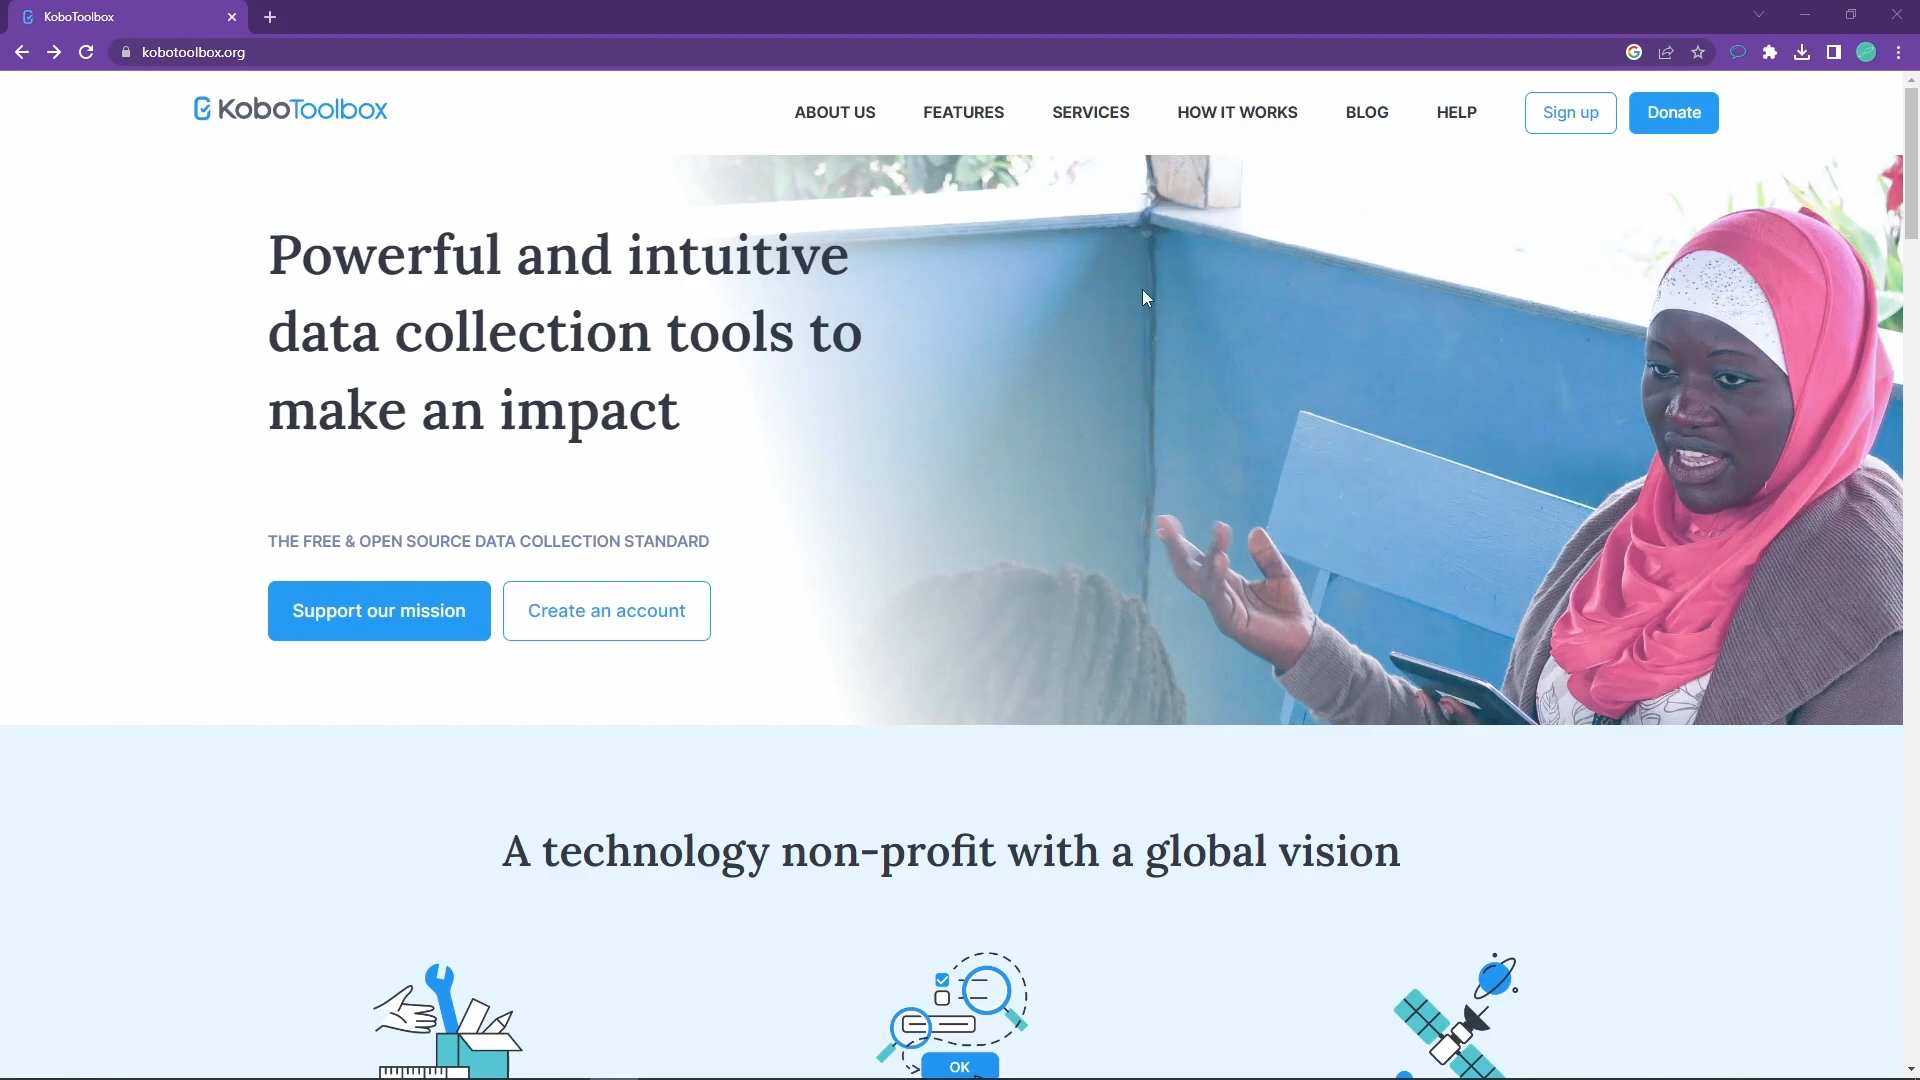 KoboToolbox
kobotoolbox.org
KoboToolbox
ABOUT US
FEATURES
SERVICES
HOW IT WORKS
BLOG
HELP
Sign up
Donate
Powerful and intuitive
data collection tools to
make an impact
THE FREE & OPEN SOURCE DATA COLLECTION STANDARD
Support our mission
Create an account
A technology non-profit with a global vision
OK